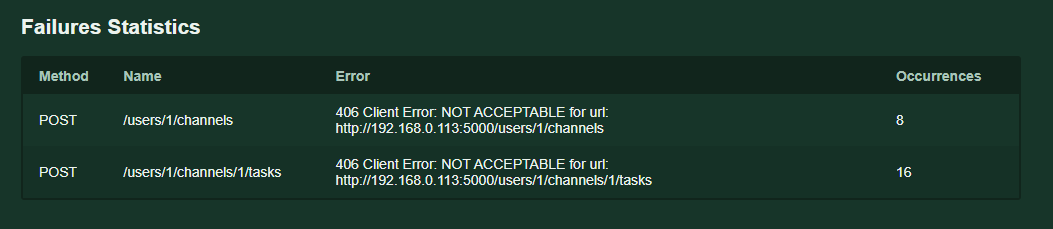 Failures Statistics
Method Name Error Occurrences
POST /users/1/channels 406 Client Error: NOT ACCEPTABLE for url: 8
http://192.168.0.113:5000/users/1/channels
POST /users/1/channels/1/tasks 406 Client Error: NOT ACCEPTABLE for url: 16
http://192.168.0.113:5000/users/1/channels/1/tasks